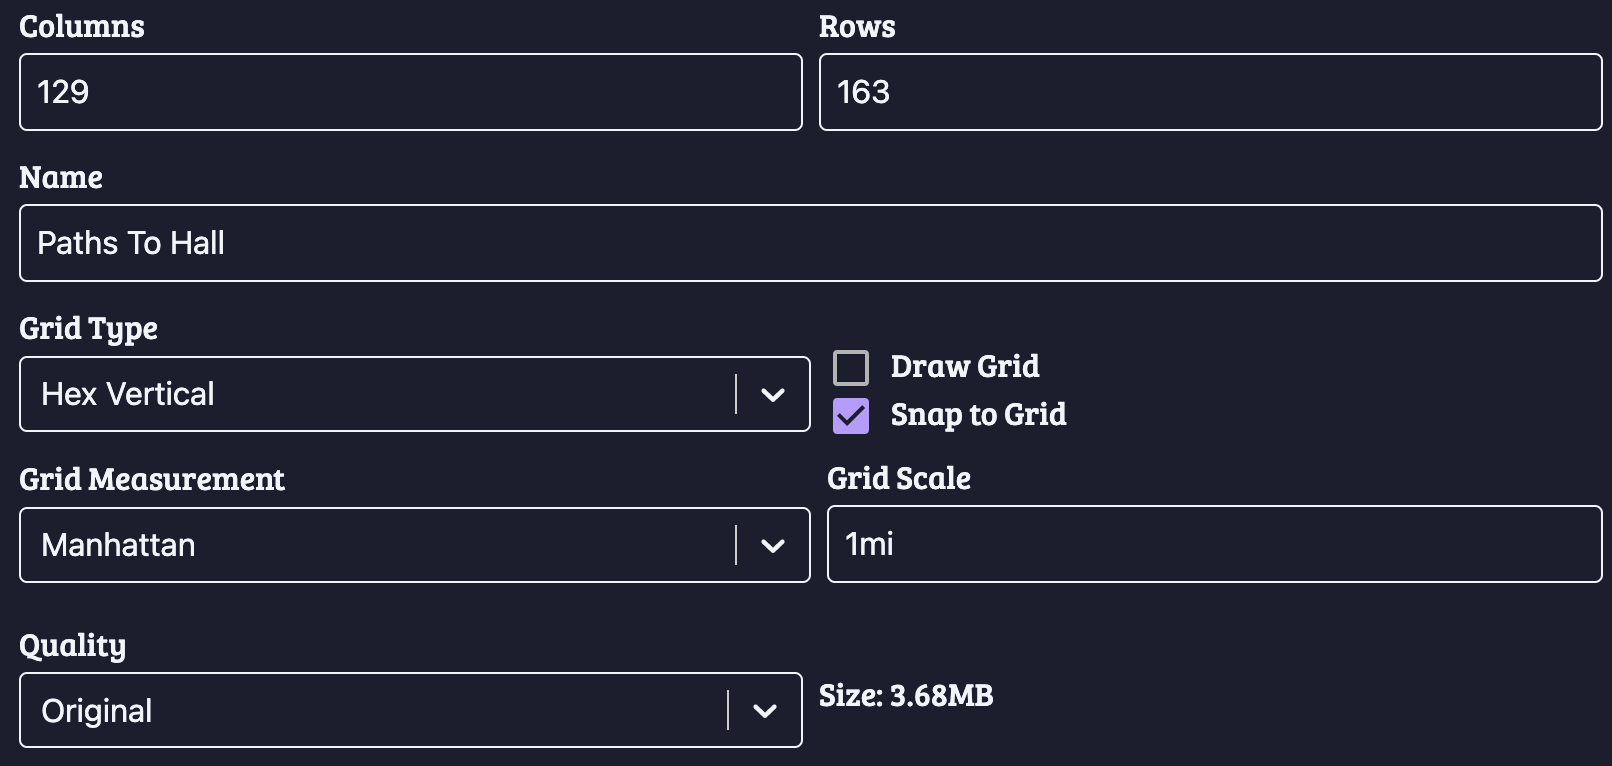 Columns
Rows
129
163
Name
Paths To Hall
Grid Type
Hex Vertical
Draw Grid
Snap to Grid
Grid Measurement
Grid Scale
Manhattan
1mi
Quality
Original
Size: 3.68MB